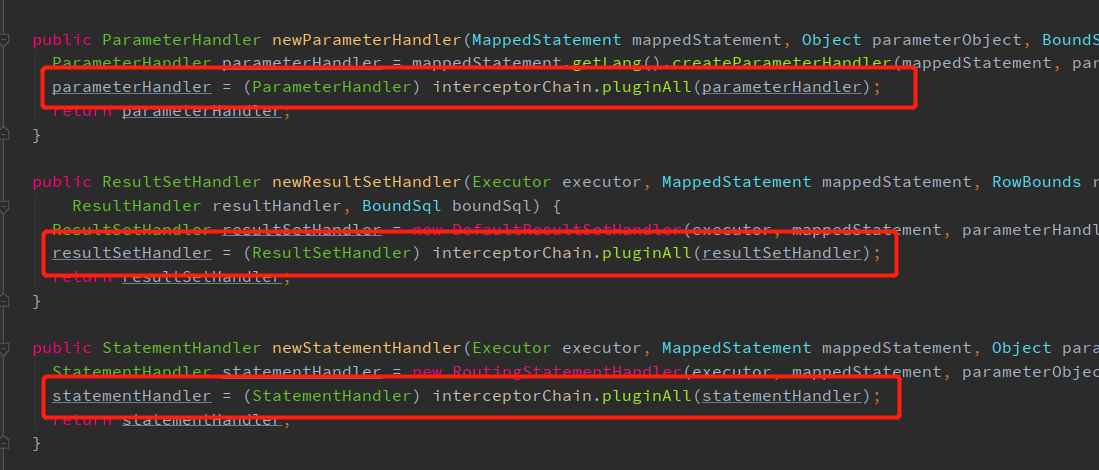 public ParameterHandler newParameterHandler(MappedStatement mappedStatement, Object parameterObject, BoundS
ParameterHandler parameterHandler = mappedStatement.getLang().createParameterHandler(mappedStatement, par
parameterHandler = (ParameterHandler) interceptorChain.pluginAll(parameterHandler);
return parameterHandler;
}
public ResultSetHandler newResultSetHandler(Executor executor, MappedStatement mappedStatement, RowBounds r
ResultHandler resultHandler, BoundSql boundSql) {
ResultSetHandler resultSetHandler = new DefaultResultSetHandler(executor, mappedStatement, parameterHandl
resultSetHandler = (ResultSetHandler) interceptorChain.pluginAll(resultSetHandler);
return resultSetHandler;
}
public StatementHandler newStatementHandler(Executor executor, MappedStatement mappedStatement, Object para
StatementHandler statementHandler = new RoutingStatementHandler(executor, mappedStatement, parameterObjec
statementHandler = (StatementHandler) interceptorChain.pluginAll(statementHandler);
return statementHandler;
}